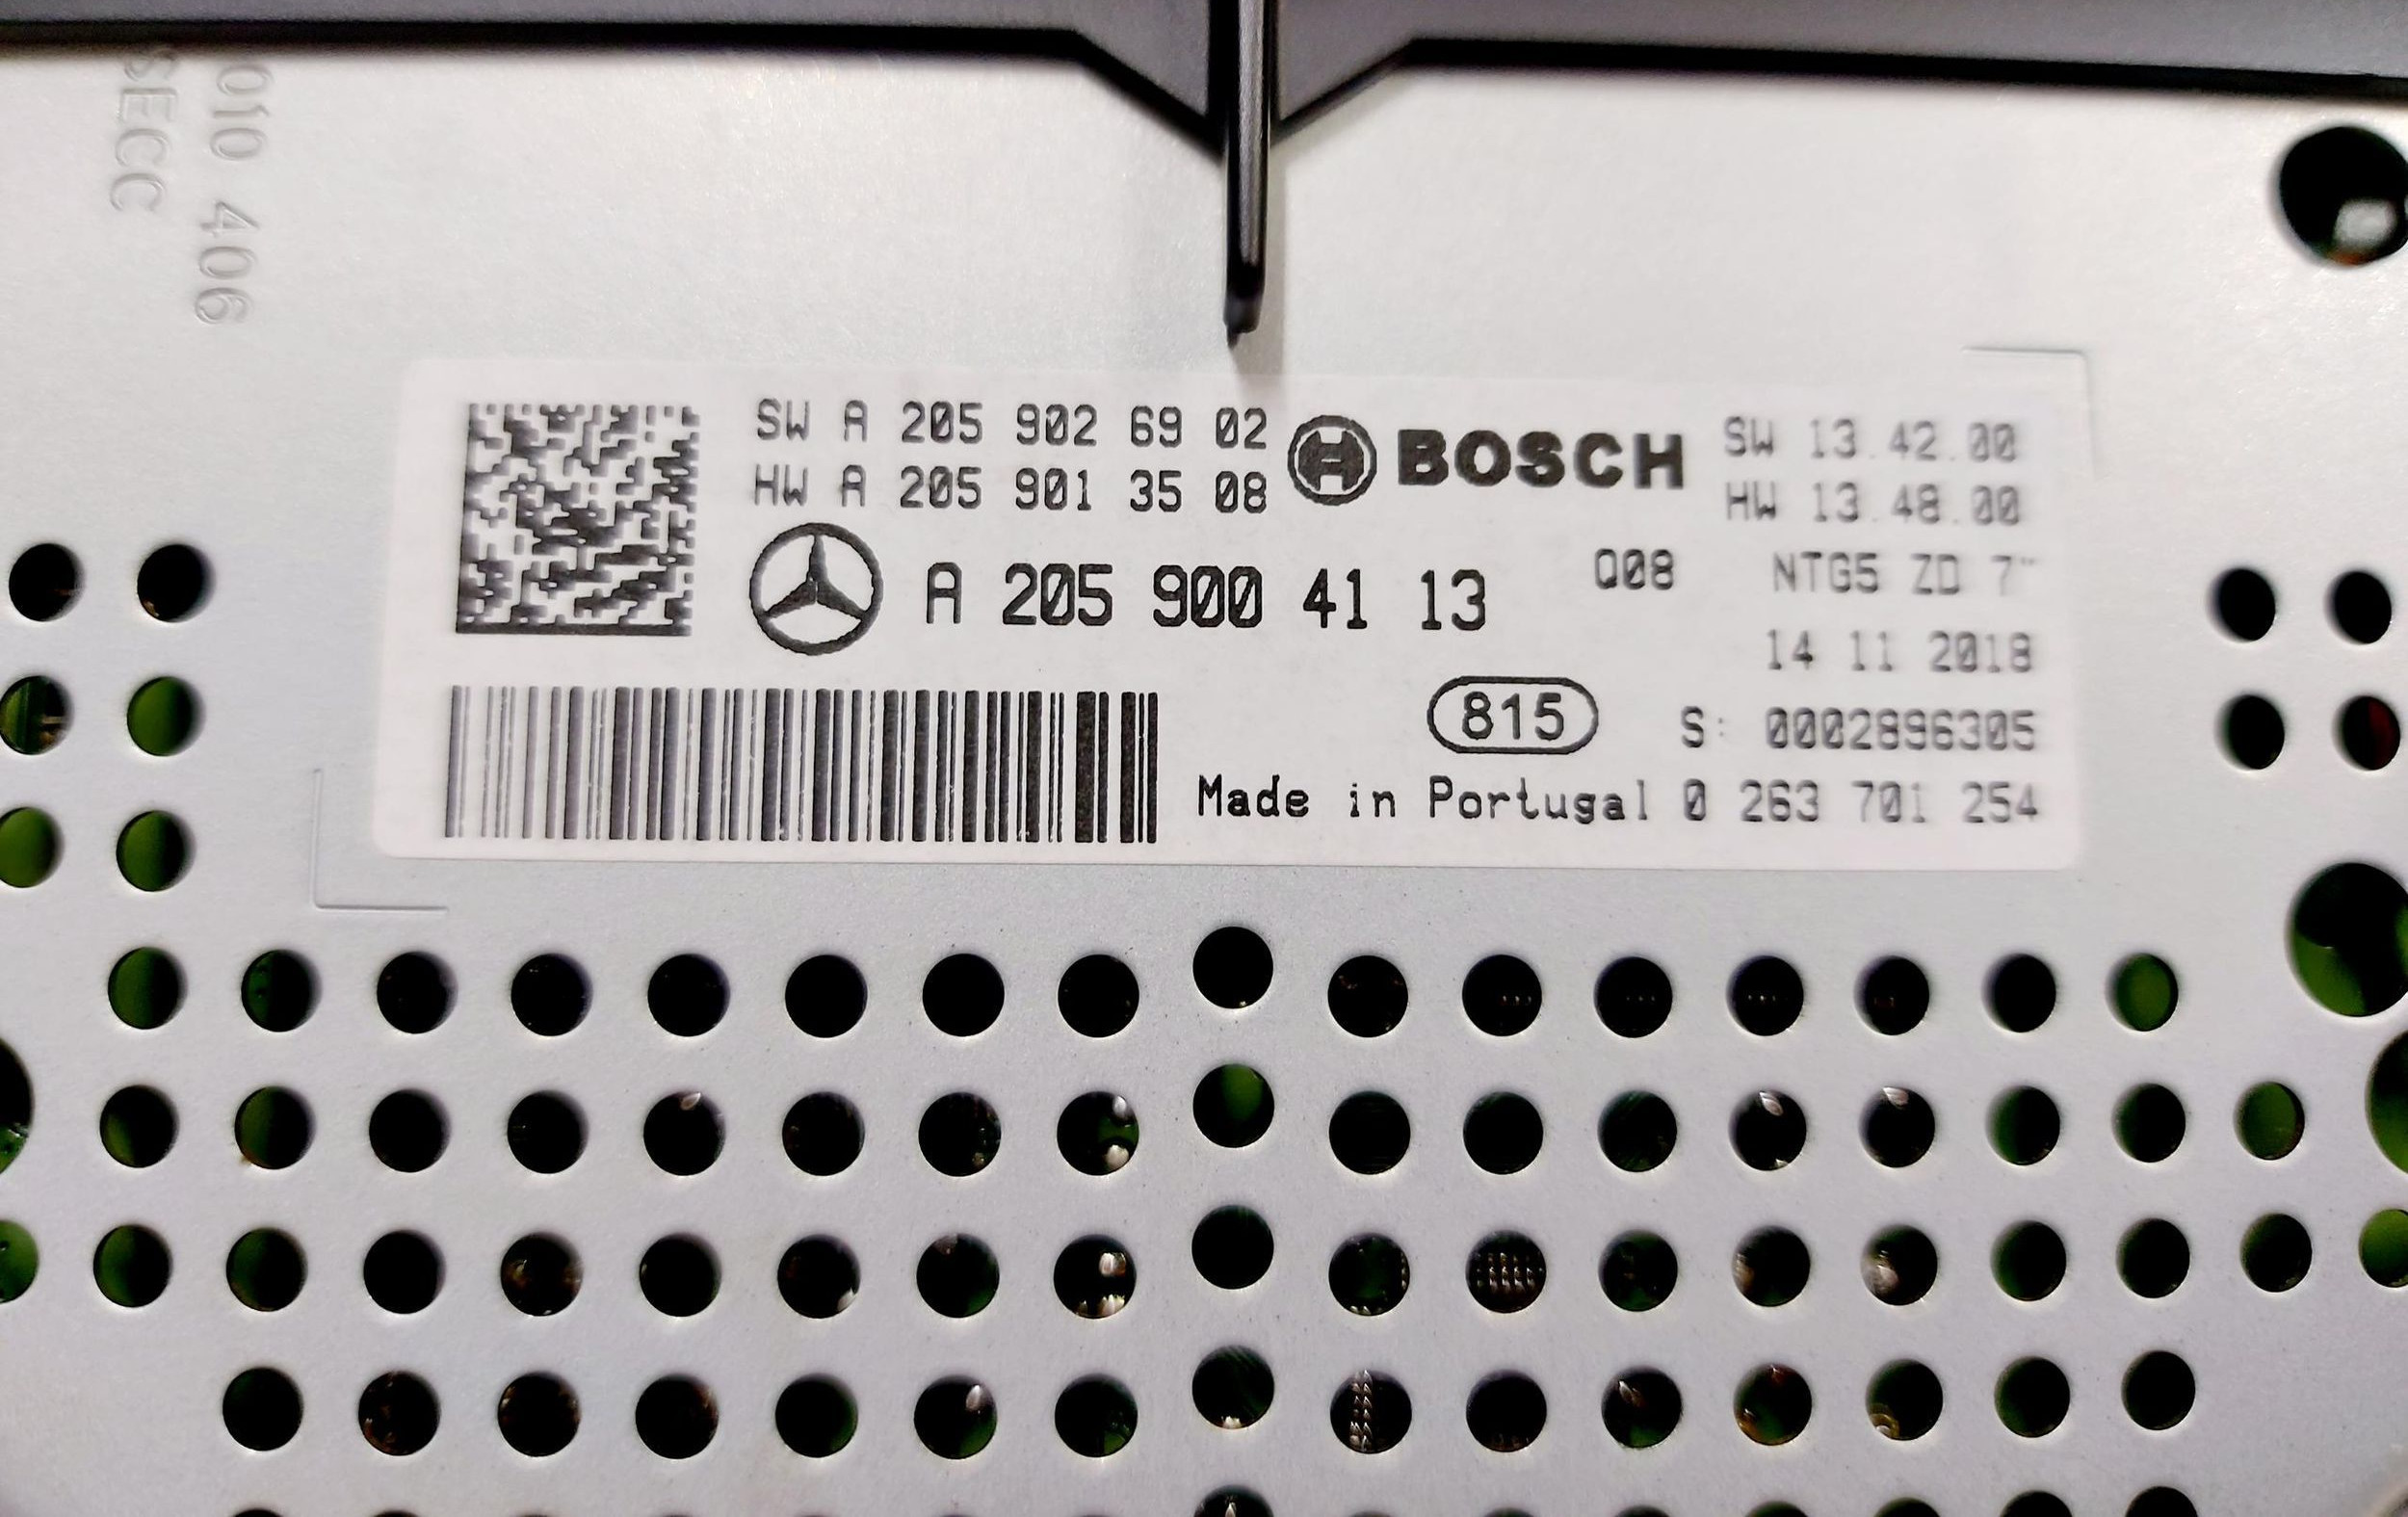 0010 406
SECC
SW A 205 902 69 02
HW A 205 901 35 08
BOSCH
SW 13.42.00
HW 13.48.00
A 205 900 41 13
Q08
NTG5 ZD 7"
14 11 2018
815
S: 0002896305
Made in Portugal
0 263 701 254